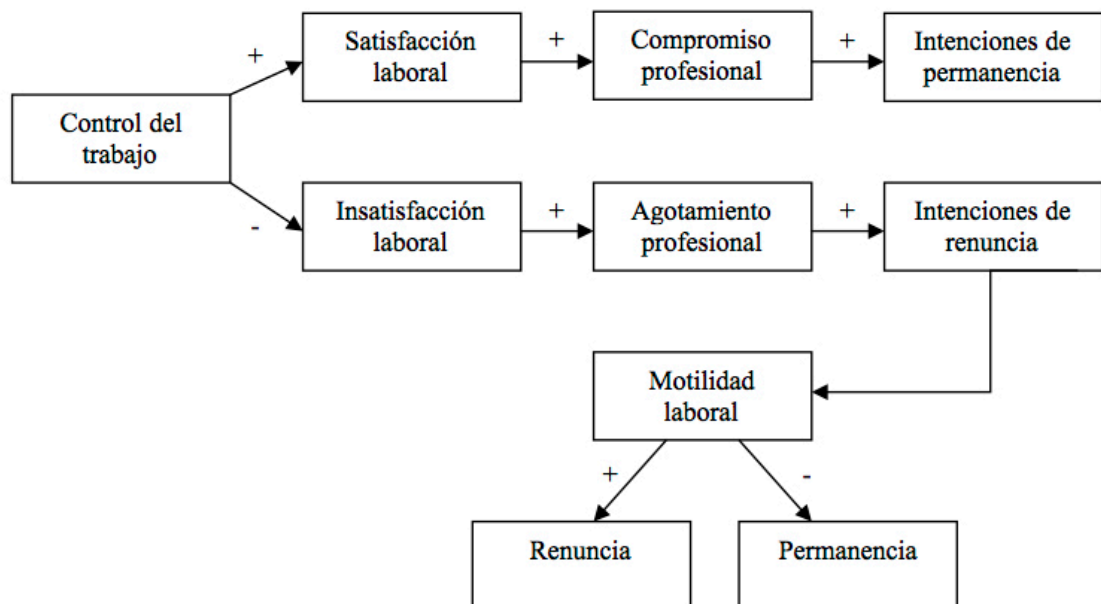 +
Satisfacción
laboral
+
Compromiso
profesional
+
Intenciones de
permanencia
Control del
trabajo
-
Insatisfacción
laboral
+
Agotamiento
profesional
+
Intenciones de
renuncia
Motilidad
laboral
+
-
Renuncia
Permanencia